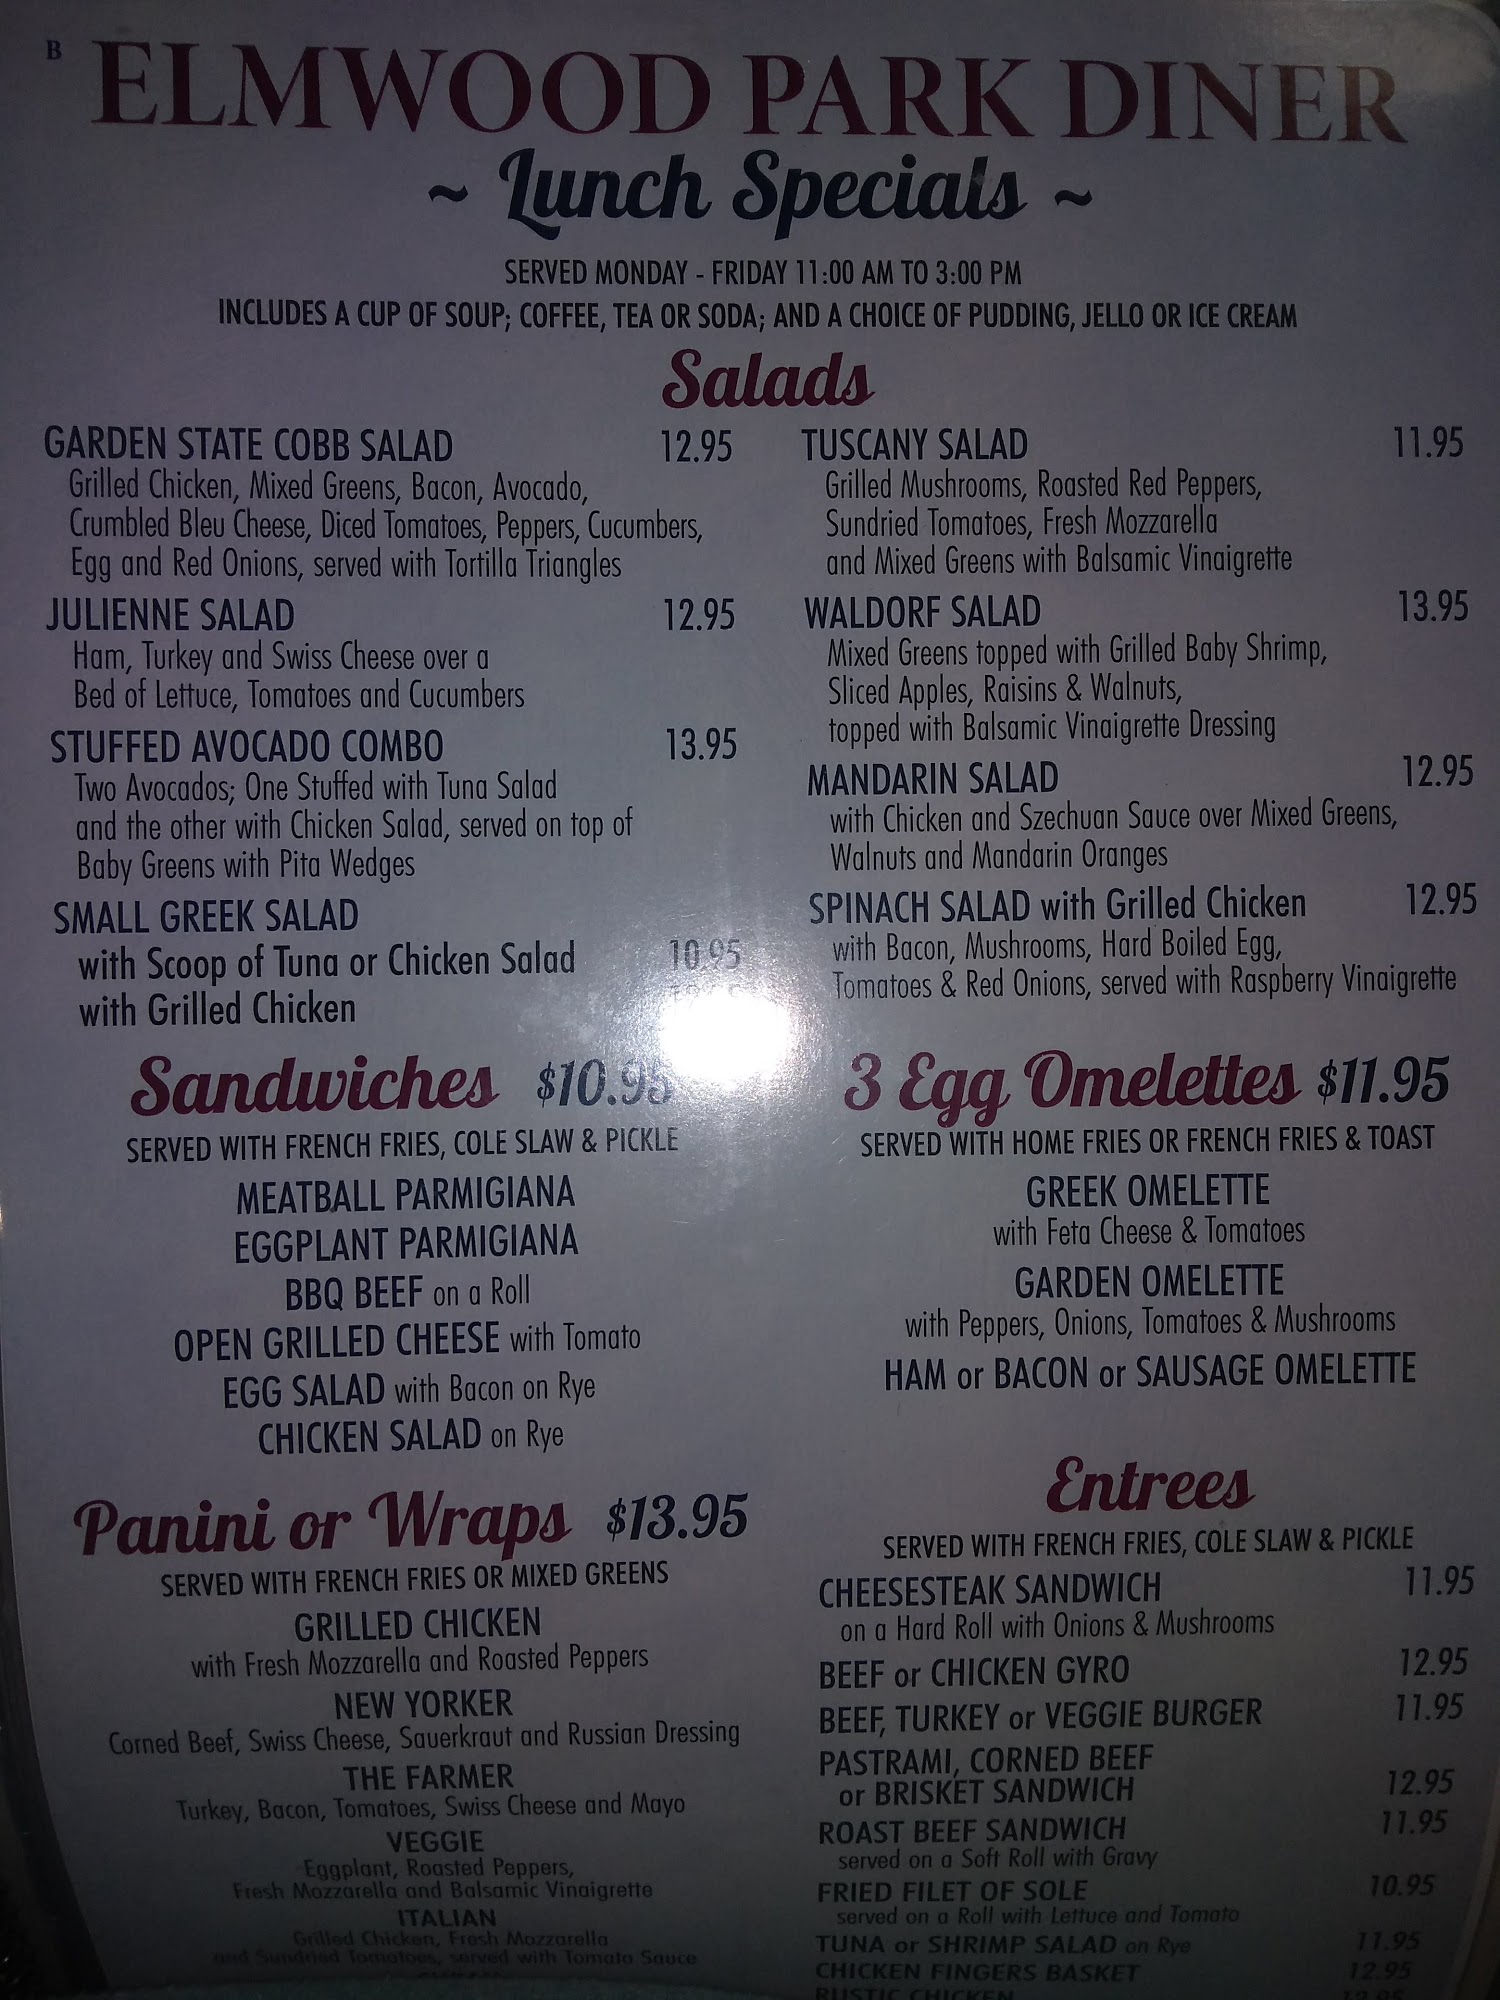 B
ELMWOOD PARK DINER
~ Lunch Specials ~
SERVED MONDAY - FRIDAY 11:00 AM TO 3:00 PM
INCLUDES A CUP OF SOUP; COFFEE, TEA OR SODA; AND A CHOICE OF PUDDING, JELLO OR ICE CREAM
Salads
GARDEN STATE COBB SALAD 12.95
Grilled Chicken, Mixed Greens, Bacon, Avocado,
Crumbled Bleu Cheese, Diced Tomatoes, Peppers, Cucumbers,
Egg and Red Onions, served with Tortilla Triangles
JULIENNE SALAD 12.95
Ham, Turkey and Swiss Cheese over a
Bed of Lettuce, Tomatoes and Cucumbers
STUFFED AVOCADO COMBO 13.95
Two Avocados; One Stuffed with Tuna Salad
and the other with Chicken Salad, served on top of
Baby Greens with Pita Wedges
SMALL GREEK SALAD
with Scoop of Tuna or Chicken Salad 10.95
with Grilled Chicken
TUSCANY SALAD 11.95
Grilled Mushrooms, Roasted Red Peppers,
Sundried Tomatoes, Fresh Mozzarella
and Mixed Greens with Balsamic Vinaigrette
WALDORF SALAD 13.95
Mixed Greens topped with Grilled Baby Shrimp,
Sliced Apples, Raisins & Walnuts,
topped with Balsamic Vinaigrette Dressing
MANDARIN SALAD 12.95
with Chicken and Szechuan Sauce over Mixed Greens,
Walnuts and Mandarin Oranges
SPINACH SALAD with Grilled Chicken 12.95
with Bacon, Mushrooms, Hard Boiled Egg,
Tomatoes & Red Onions, served with Raspberry Vinaigrette
Sandwiches $10.95
SERVED WITH FRENCH FRIES, COLE SLAW & PICKLE
MEATBALL PARMIGIANA
EGGPLANT PARMIGIANA
BBQ BEEF on a Roll
OPEN GRILLED CHEESE with Tomato
EGG SALAD with Bacon on Rye
CHICKEN SALAD on Rye
Panini or Wraps $13.95
SERVED WITH FRENCH FRIES OR MIXED GREENS
GRILLED CHICKEN
with Fresh Mozzarella and Roasted Peppers
NEW YORKER
Corned Beef, Swiss Cheese, Sauerkraut and Russian Dressing
THE FARMER
Turkey, Bacon, Tomatoes, Swiss Cheese and Mayo
VEGGIE
Eggplant, Roasted Peppers,
Fresh Mozzarella and Balsamic Vinaigrette
ITALIAN
Grilled Chicken, Fresh Mozzarella
and Sundried Tomatoes, served with Tomato Sauce
3 Egg Omelettes $11.95
SERVED WITH HOME FRIES OR FRENCH FRIES & TOAST
GREEK OMELETTE
with Feta Cheese & Tomatoes
GARDEN OMELETTE
with Peppers, Onions, Tomatoes & Mushrooms
HAM or BACON or SAUSAGE OMELETTE
Entrees
SERVED WITH FRENCH FRIES, COLE SLAW & PICKLE
CHEESESTEAK SANDWICH 11.95
on a Hard Roll with Onions & Mushrooms
BEEF or CHICKEN GYRO 12.95
BEEF, TURKEY or VEGGIE BURGER 11.95
PASTRAMI, CORNED BEEF
or BRISKET SANDWICH 12.95
ROAST BEEF SANDWICH 11.95
served on a Soft Roll with Gravy
FRIED FILET OF SOLE 10.95
served on a Roll with Lettuce and Tomato
TUNA or SHRIMP SALAD on Rye 11.95
CHICKEN FINGERS BASKET 12.95
RUSTIC CHICKEN 12.95